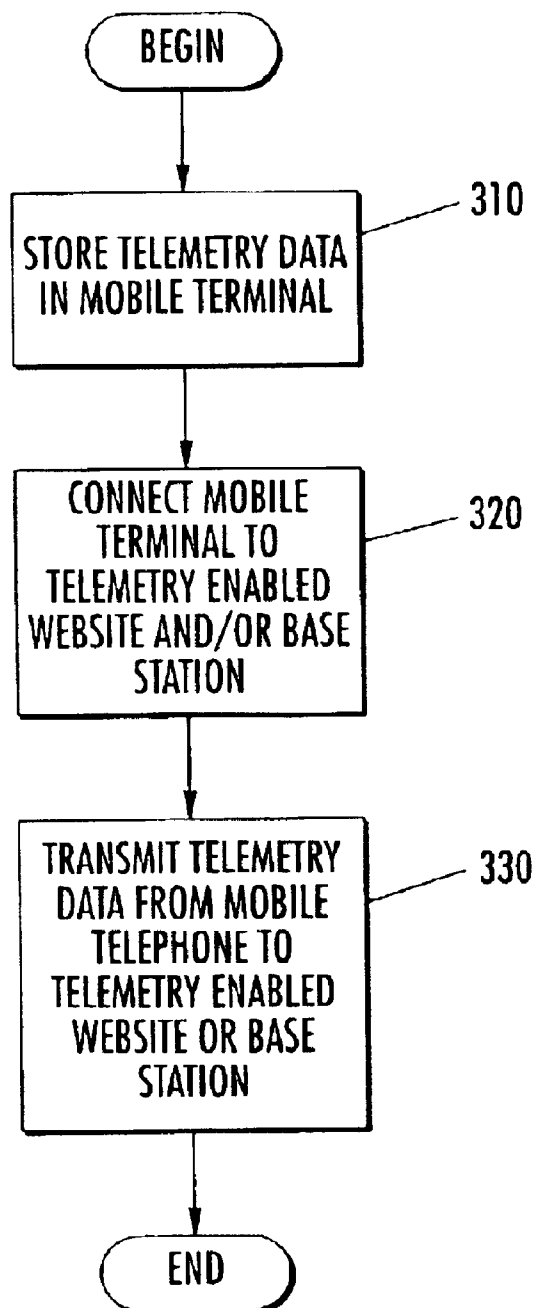 BEGIN
310
STORE TELEMETRY DATA
IN MOBILE TERMINAL
CONNECT MOBILE
TERMINAL TO
TELEMETRY ENABLED
WEBSITE AND/OR BASE
STATION
320
TRANSMIT TELEMETRY
DATA FROM MOBILE
TELEPHONE TO
TELEMETRY ENABLED
WEBSITE OR BASE
STATION
330
END